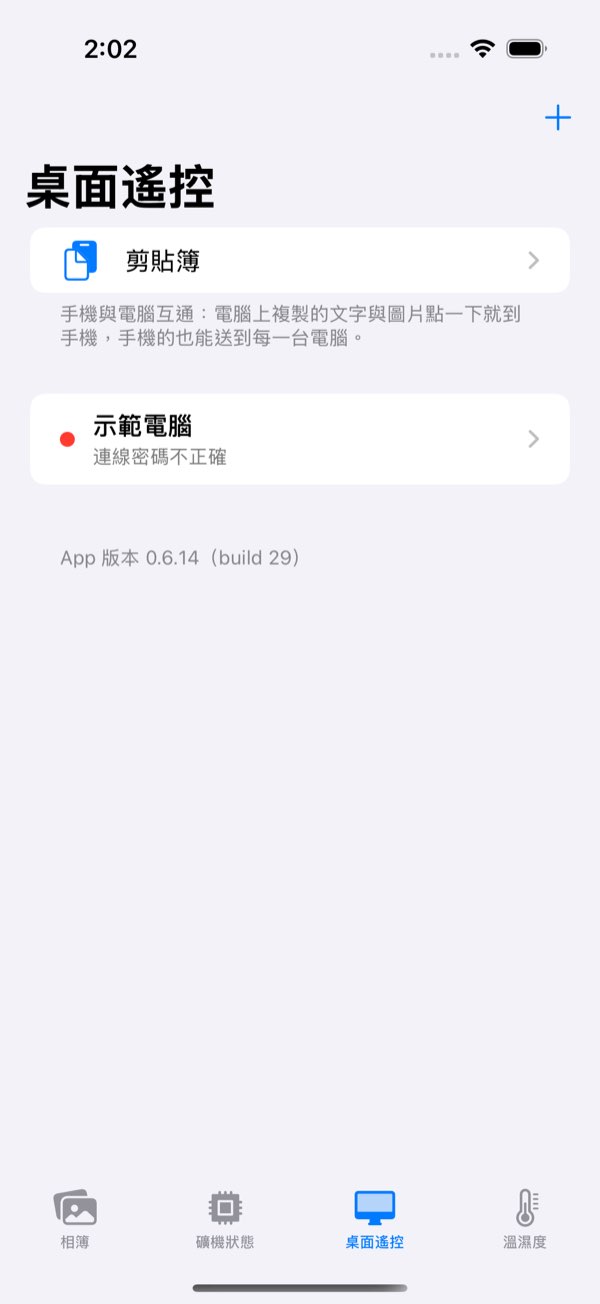 2:02
桌面遙控
剪貼簿
手機與電腦互通：電腦上複製的文字與圖片點一下就到
手機，手機的也能送到每一台電腦。
示範電腦
連線密碼不正確
App 版本 0.6.14（build 29）
相簿
礦機狀態
桌面遙控
溫濕度